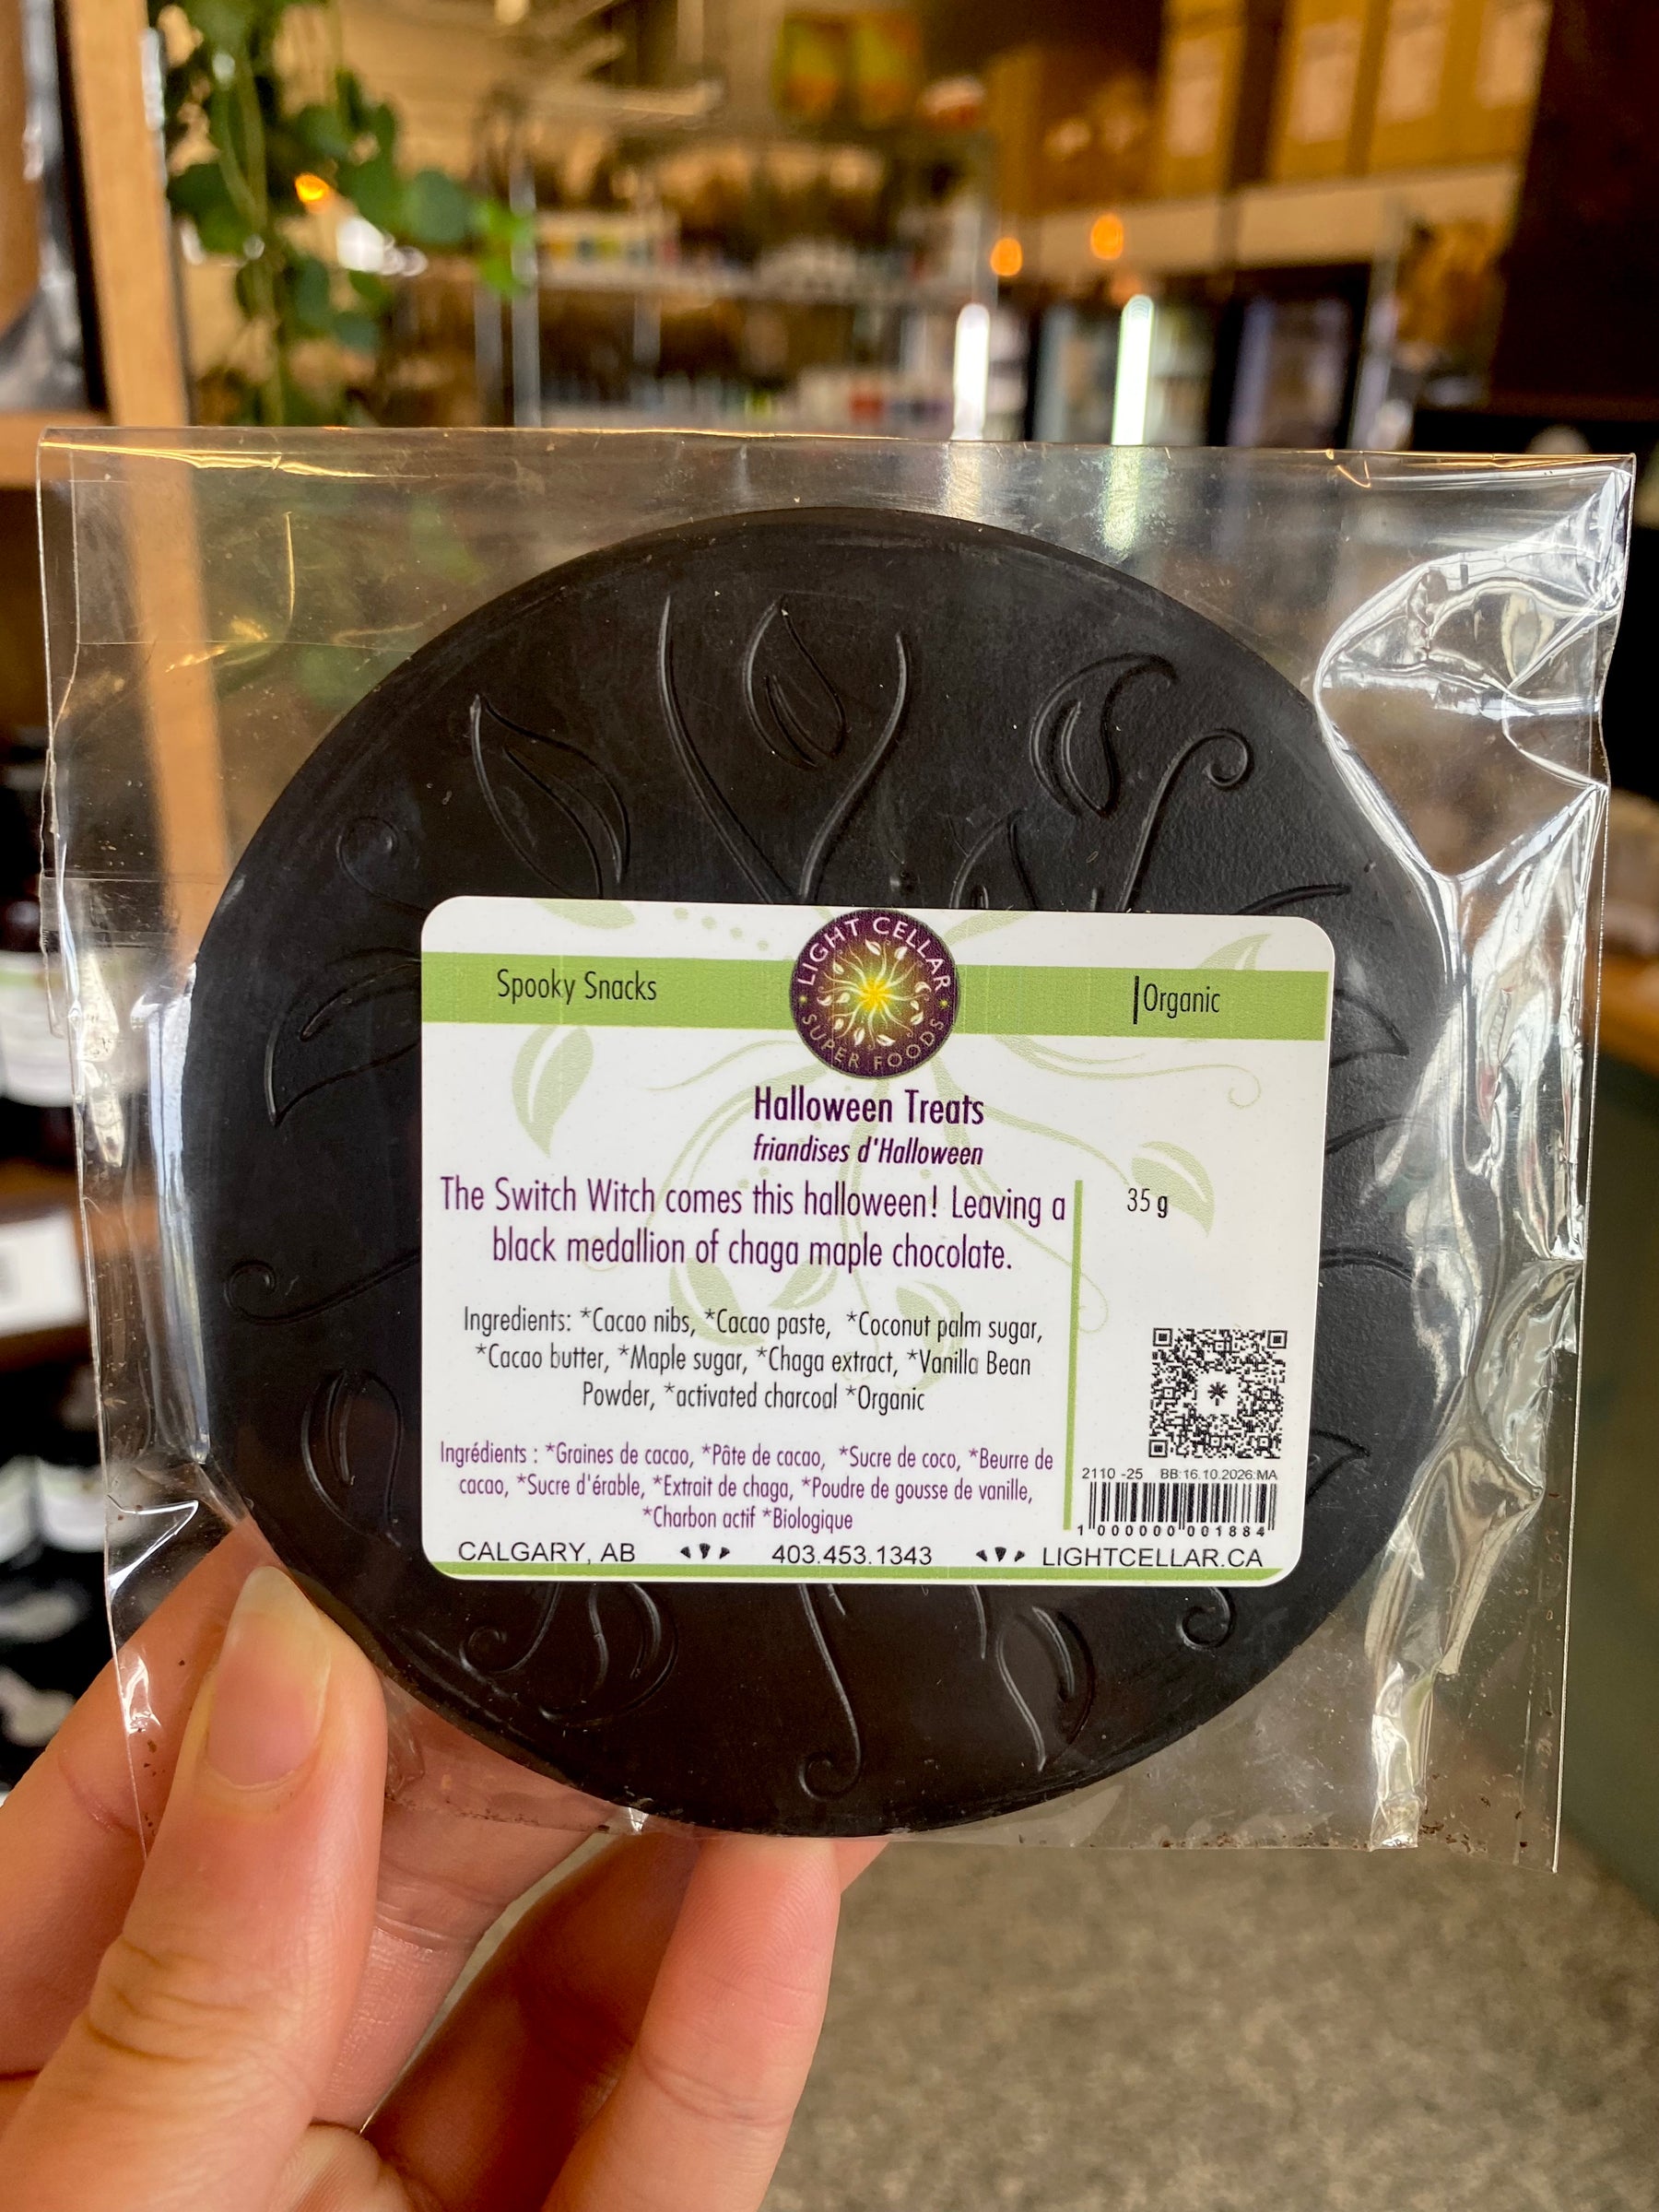 LIGHT CELLAR
SUPER FOODS
Spooky Snacks
Organic
Halloween Treats
friandises d'Halloween
The Switch Witch comes this halloween! Leaving a
black medallion of chaga maple chocolate.
35 g
Ingredients: *Cacao nibs, *Cacao paste, *Coconut palm sugar,
*Cacao butter, *Maple sugar, *Chaga extract, *Vanilla Bean
Powder, *activated charcoal *Organic
Ingrédients : *Graines de cacao, *Pâte de cacao, *Sucre de coco, *Beurre de
cacao, *Sucre d'érable, *Extrait de chaga, *Poudre de gousse de vanille,
*Charbon actif *Biologique
2110 -25 BB:16.10.2026:MA
1 000000 001884
CALGARY, AB 403.453.1343 LIGHTCELLAR.CA